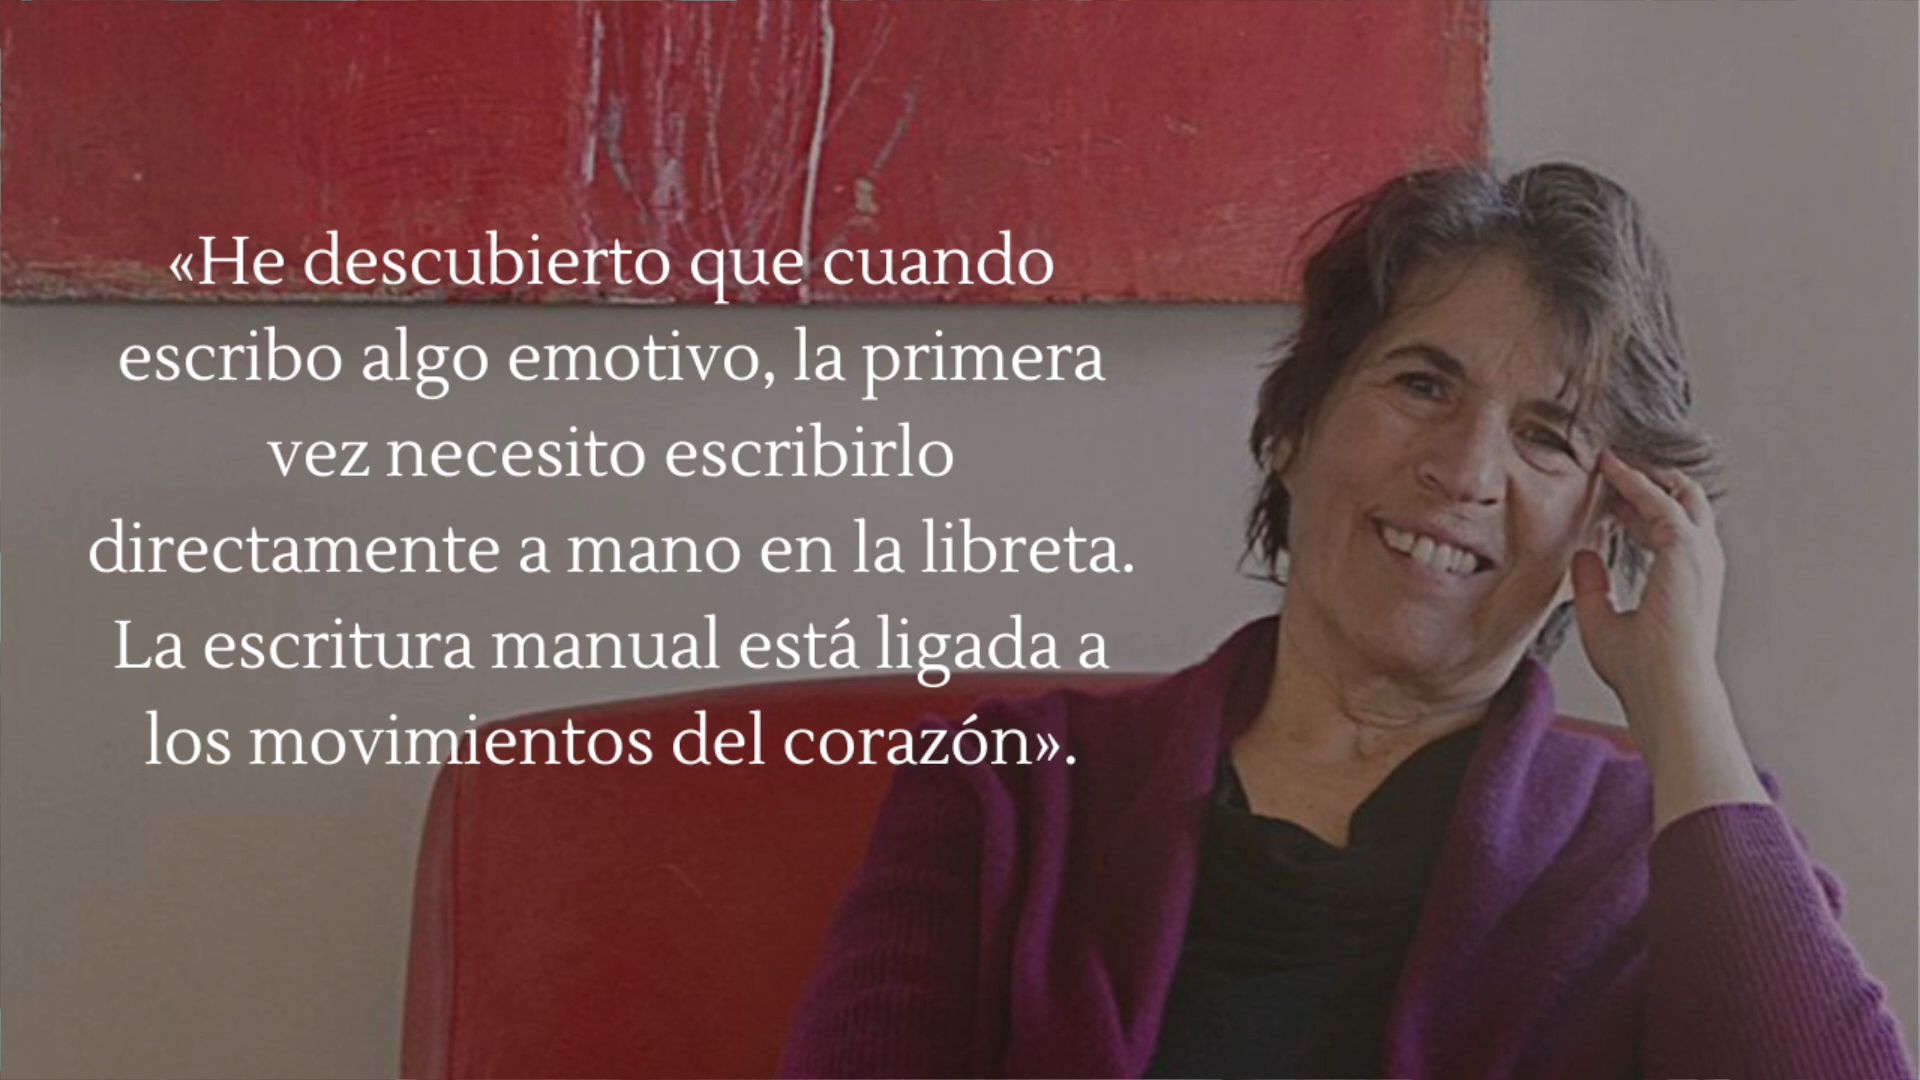 «He descubierto que cuando
escribo algo emotivo, la primera
vez necesito escribirlo
directamente a mano en la libreta.
La escritura manual está ligada a
los movimientos del corazón».